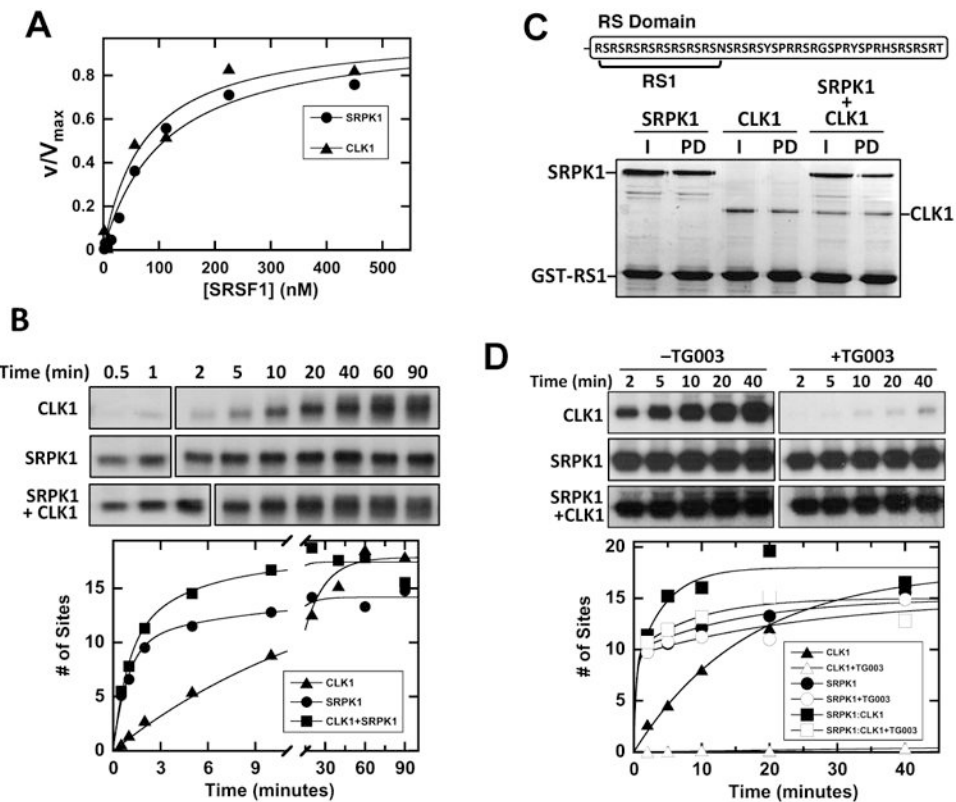 A
v/Vmax
0.8
0.6
0.4
0.2
0
0 100 200 300 400 500
[SRSF1] (nM)
SRPK1
CLK1
B
Time (min) 0.5 1 2 5 10 20 40 60 90
CLK1
SRPK1
SRPK1
+ CLK1
# of Sites
15
10
5
0
0 5 10 30 60 90
Time (minutes)
CLK1
SRPK1
CLK1+SRPK1
C
RS Domain
-RSRSRSRSRSRSRSRSNSRSRSYSPRRSRGSPRYSPRHSRSRSRT
RS1
SRPK1 CLK1 SRPK1
+
CLK1
I PD I PD I PD
SRPK1
CLK1
GST-RS1
D
–TG003 +TG003
Time (min) 2 5 10 20 40 2 5 10 20 40
CLK1
SRPK1
SRPK1
+CLK1
# of Sites
20
15
10
5
0
0 10 20 30 40
Time (minutes)
CLK1
CLK1+TG003
SRPK1
SRPK1+TG003
SRPK1:CLK1
SRPK1:CLK1+TG003